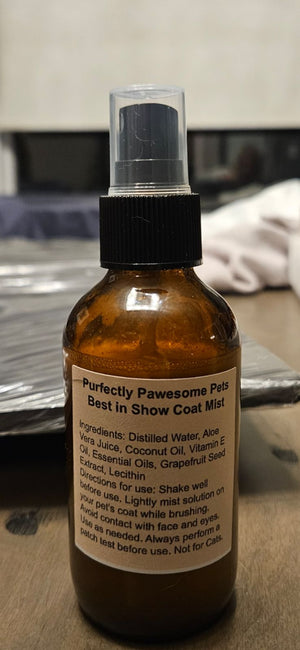 Purfectly Pawesome Pets
Best in Show Coat Mist
Ingredients: Distilled Water, Aloe
Vera Juice, Coconut Oil, Vitamin E
Oil, Essential Oils, Grapefruit Seed
Extract, Lecithin
Directions for use: Shake well
before use. Lightly mist solution on
your pet's coat while brushing.
Avoid contact with face and eyes.
Use as needed. Always perform a
patch test before use. Not for Cats.